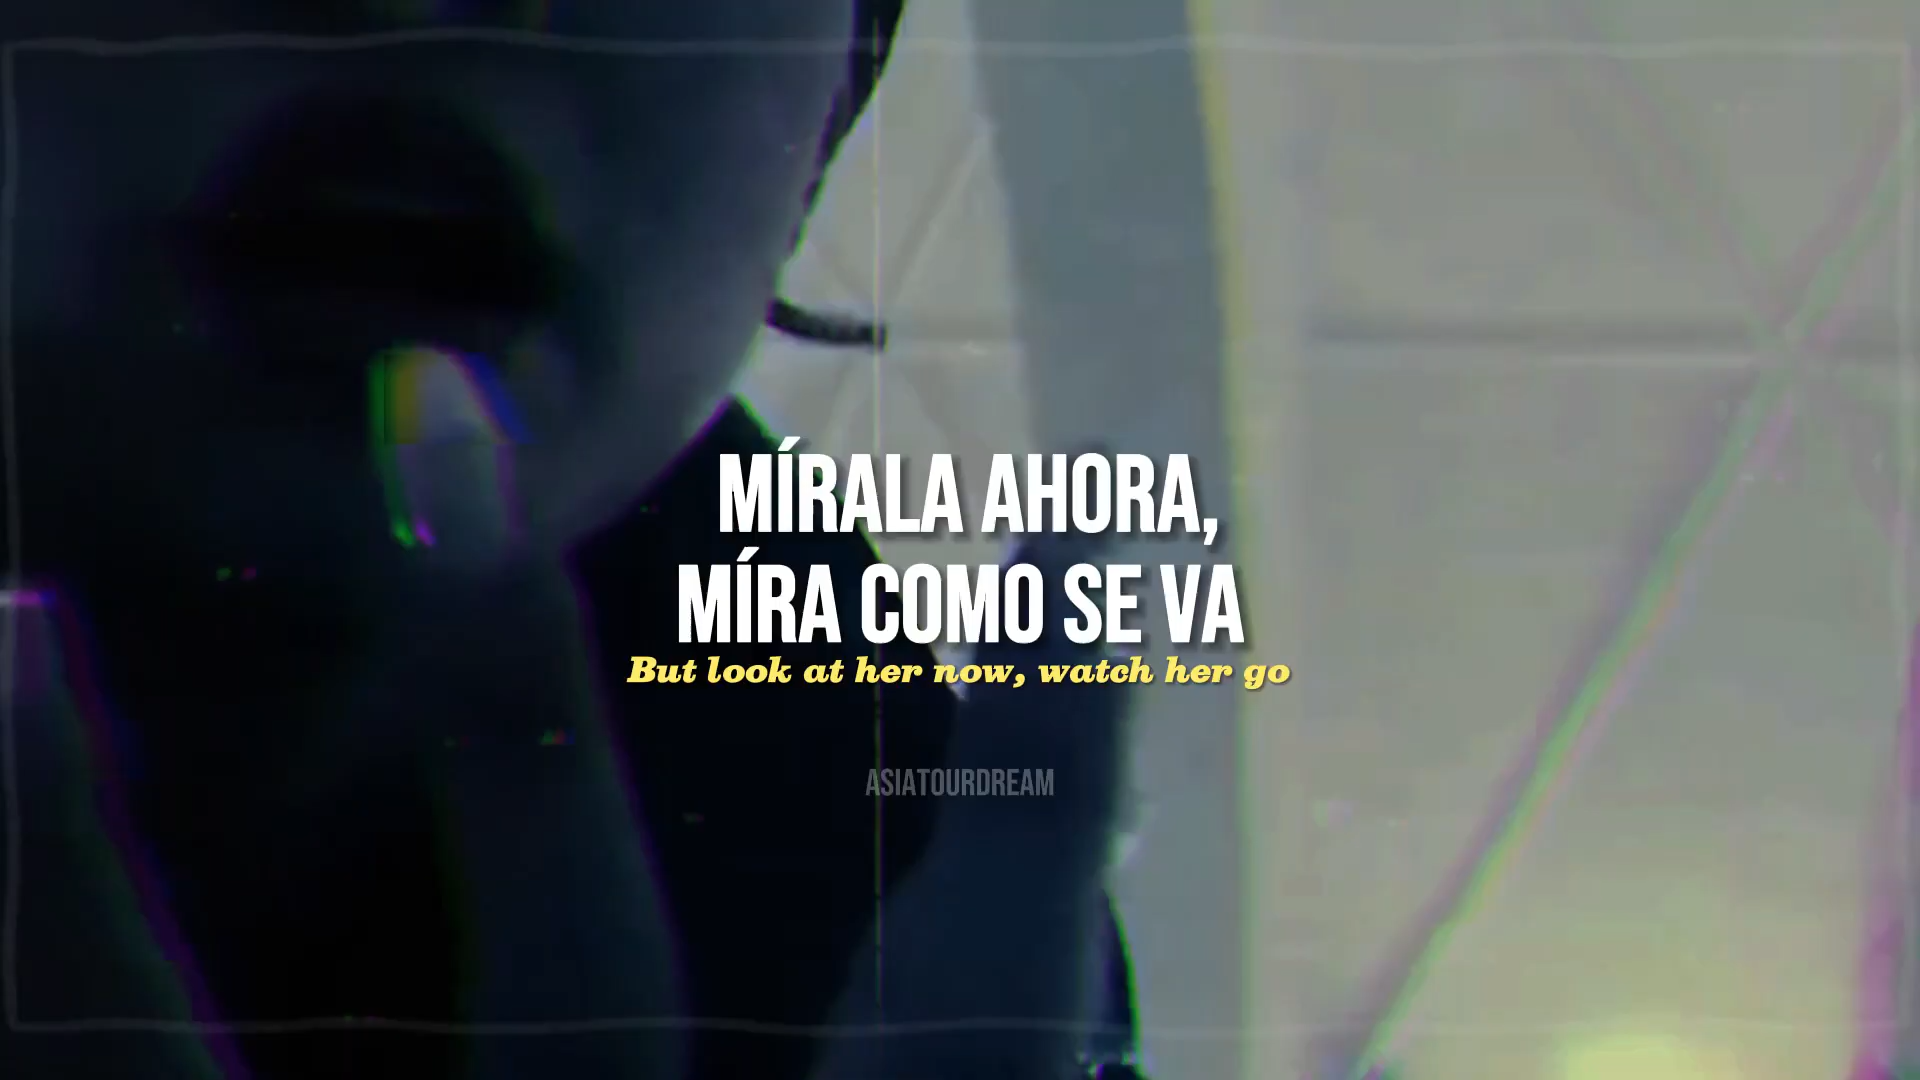 MÍRALA AHORA,
MÍRA COMO SE VA
But look at her now, watch her go
ASIATOURDREAM